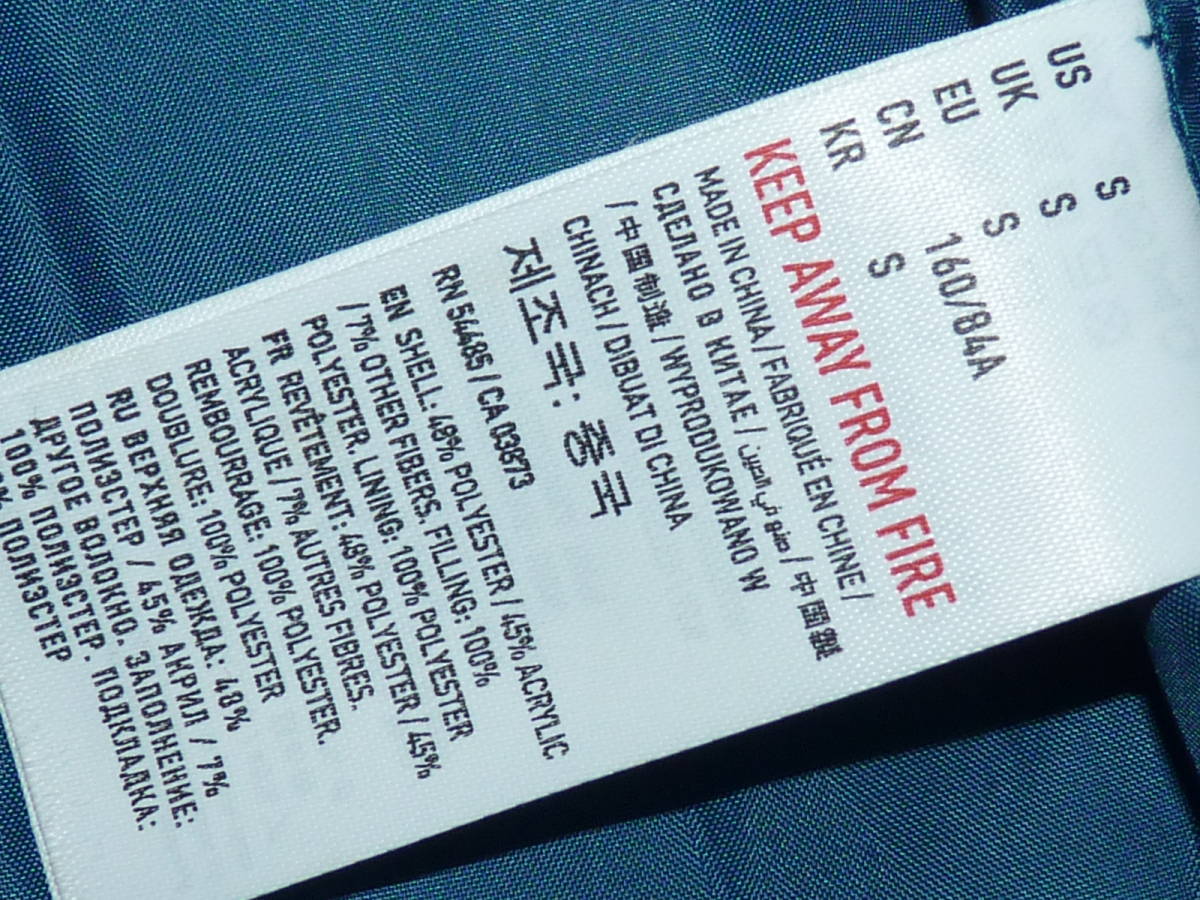 US S
UK S
EU S
CN 160/84A
KR S
KEEP AWAY FROM FIRE
MADE IN CHINA / FABRIQUÉ EN CHINE /
СДЕЛАНО В КИТАЕ / صنع في الصين / 中国製
/ 中国制造 / WYPRODUKOWANO W
CHINACH / DIBUAT DI CHINA
제조국: 중국
RN 54485 / CA 03873
EN SHELL: 48% POLYESTER / 45% ACRYLIC
/ 7% OTHER FIBERS. FILLING: 100%
POLYESTER. LINING: 100% POLYESTER
FR REVÊTEMENT: 48% POLYESTER / 45%
ACRYLIQUE / 7% AUTRES FIBRES.
REMBOURRAGE: 100% POLYESTER.
DOUBLURE: 100% POLYESTER
RU ВЕРХНЯЯ ОДЕЖДА: 48%
ПОЛИЭСТЕР / 45% АКРИЛ / 7%
ДРУГОЕ ВОЛОКНО. ЗАПОЛНЕНИЕ:
100% ПОЛИЭСТЕР. ПОДКЛАДКА:
% ПОЛИЭСТЕР